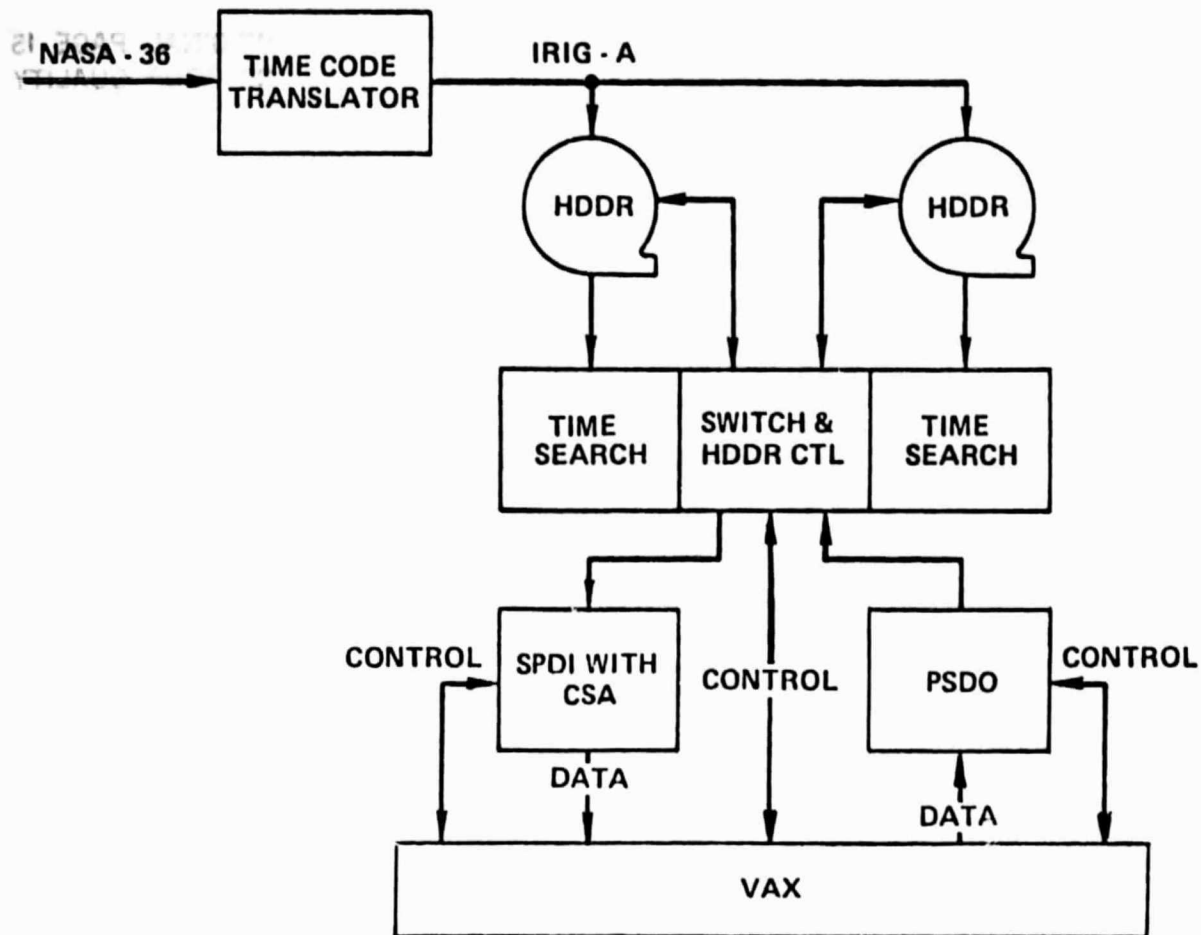 NASA - 36
TIME CODE
TRANSLATOR
IRIG - A
HDDR
HDDR
TIME
SEARCH
SWITCH &
HDDR CTL
TIME
SEARCH
CONTROL
SPDI WITH
CSA
CONTROL
PSDO
CONTROL
DATA
DATA
VAX